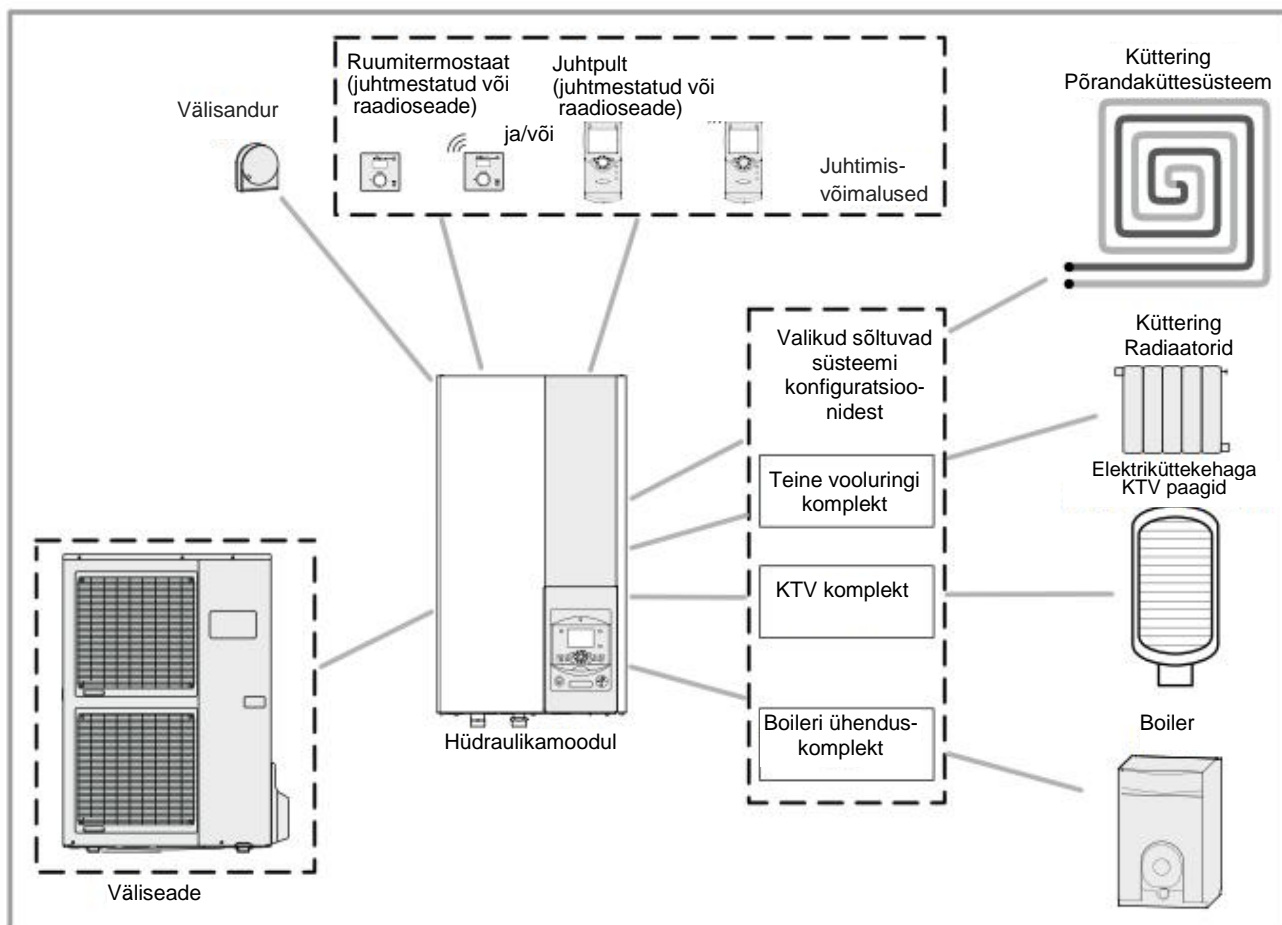 Ruumitermostaat
(juhtmestatud või
raadioseade)
ja/või
Juhtpult
(juhtmestatud või
raadioseade)
Juhtimis-
võimalused
Välisandur
Küttering
Põrandaküttesüsteem
Valikud sõltuvad
süsteemi
konfiguratsioo-
nidest
Küttering
Radiaatorid
Teine vooluringi
komplekt
Elektriküttekehaga
KTV paagid
KTV komplekt
Boileri ühendus-
komplekt
Boiler
Hüdraulikamoodul
Väliseade